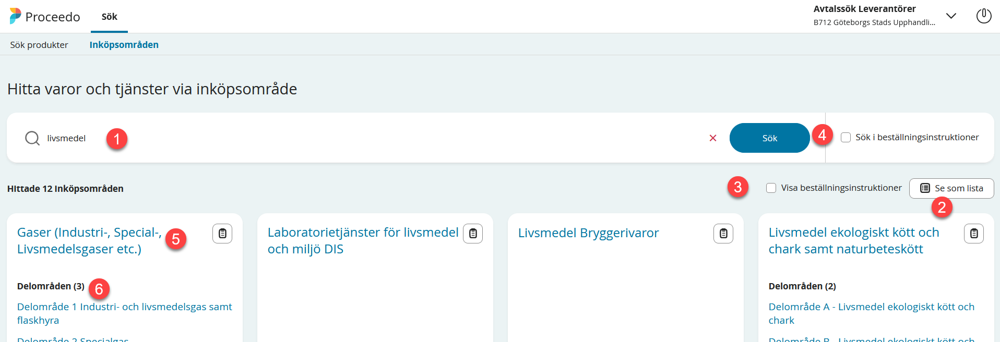 Proceedo
Sök
Avtalssök Leverantörer
B712 Göteborgs Stads Upphandli...
Sök produkter
Inköpsområden
Hitta varor och tjänster via inköpsområde
livsmedel
1
Sök
4
Sök i beställningsinstruktioner
Hittade 12 inköpsområden
3
Visa beställningsinstruktioner
Se som lista
2
Gaser (Industri-, Special-,
Livsmedelsgaser etc.)
5
Delområden (3)
6
Delområde 1 Industri- och livsmedelsgas samt
flaskhyra
Delområde 2 Specialgas
Laboratorietjänster för livsmedel
och miljö DIS
Livsmedel Bryggerivaror
Livsmedel ekologiskt kött och
chark samt naturbeteskött
Delområden (2)
Delområde A - Livsmedel ekologiskt kött och
chark
Delområde B - Livsmedel ekologiskt kött och